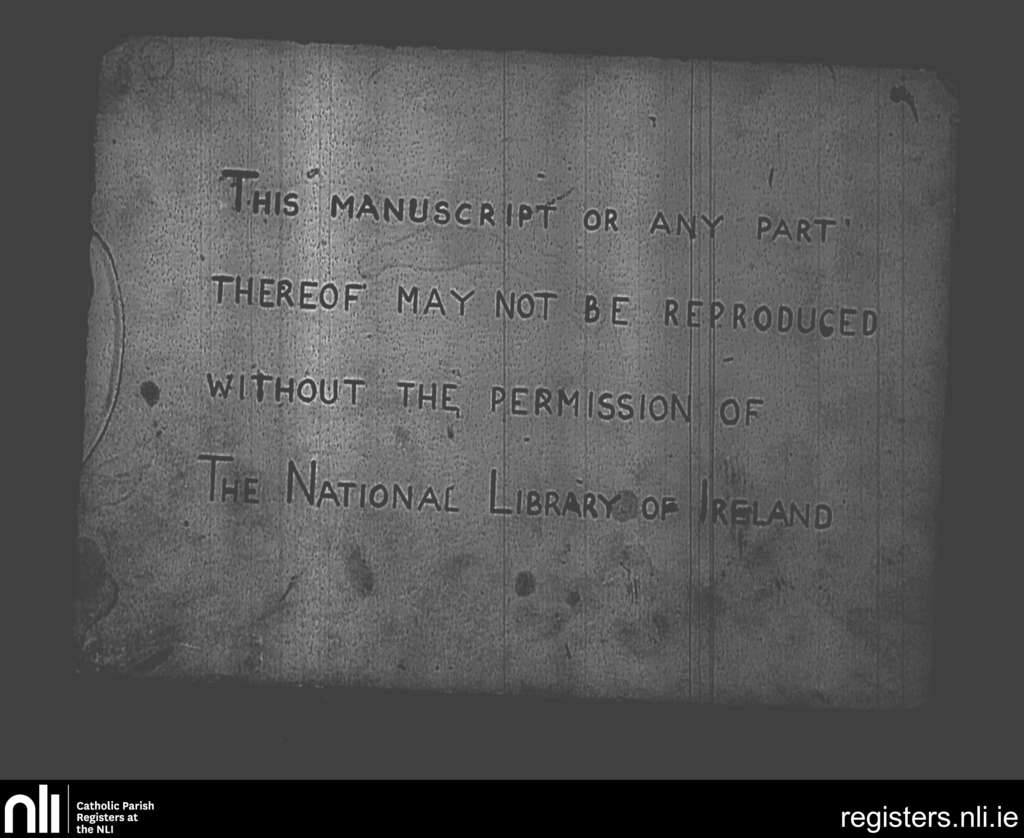 THIS MANUSCRIPT OR ANY PART
THEREOF MAY NOT BE REPRODUCED
WITHOUT THE PERMISSION OF
THE NATIONAL LIBRARY OF IRELAND
nli
Catholic Parish
Registers at
the NLI
registers.nli.ie